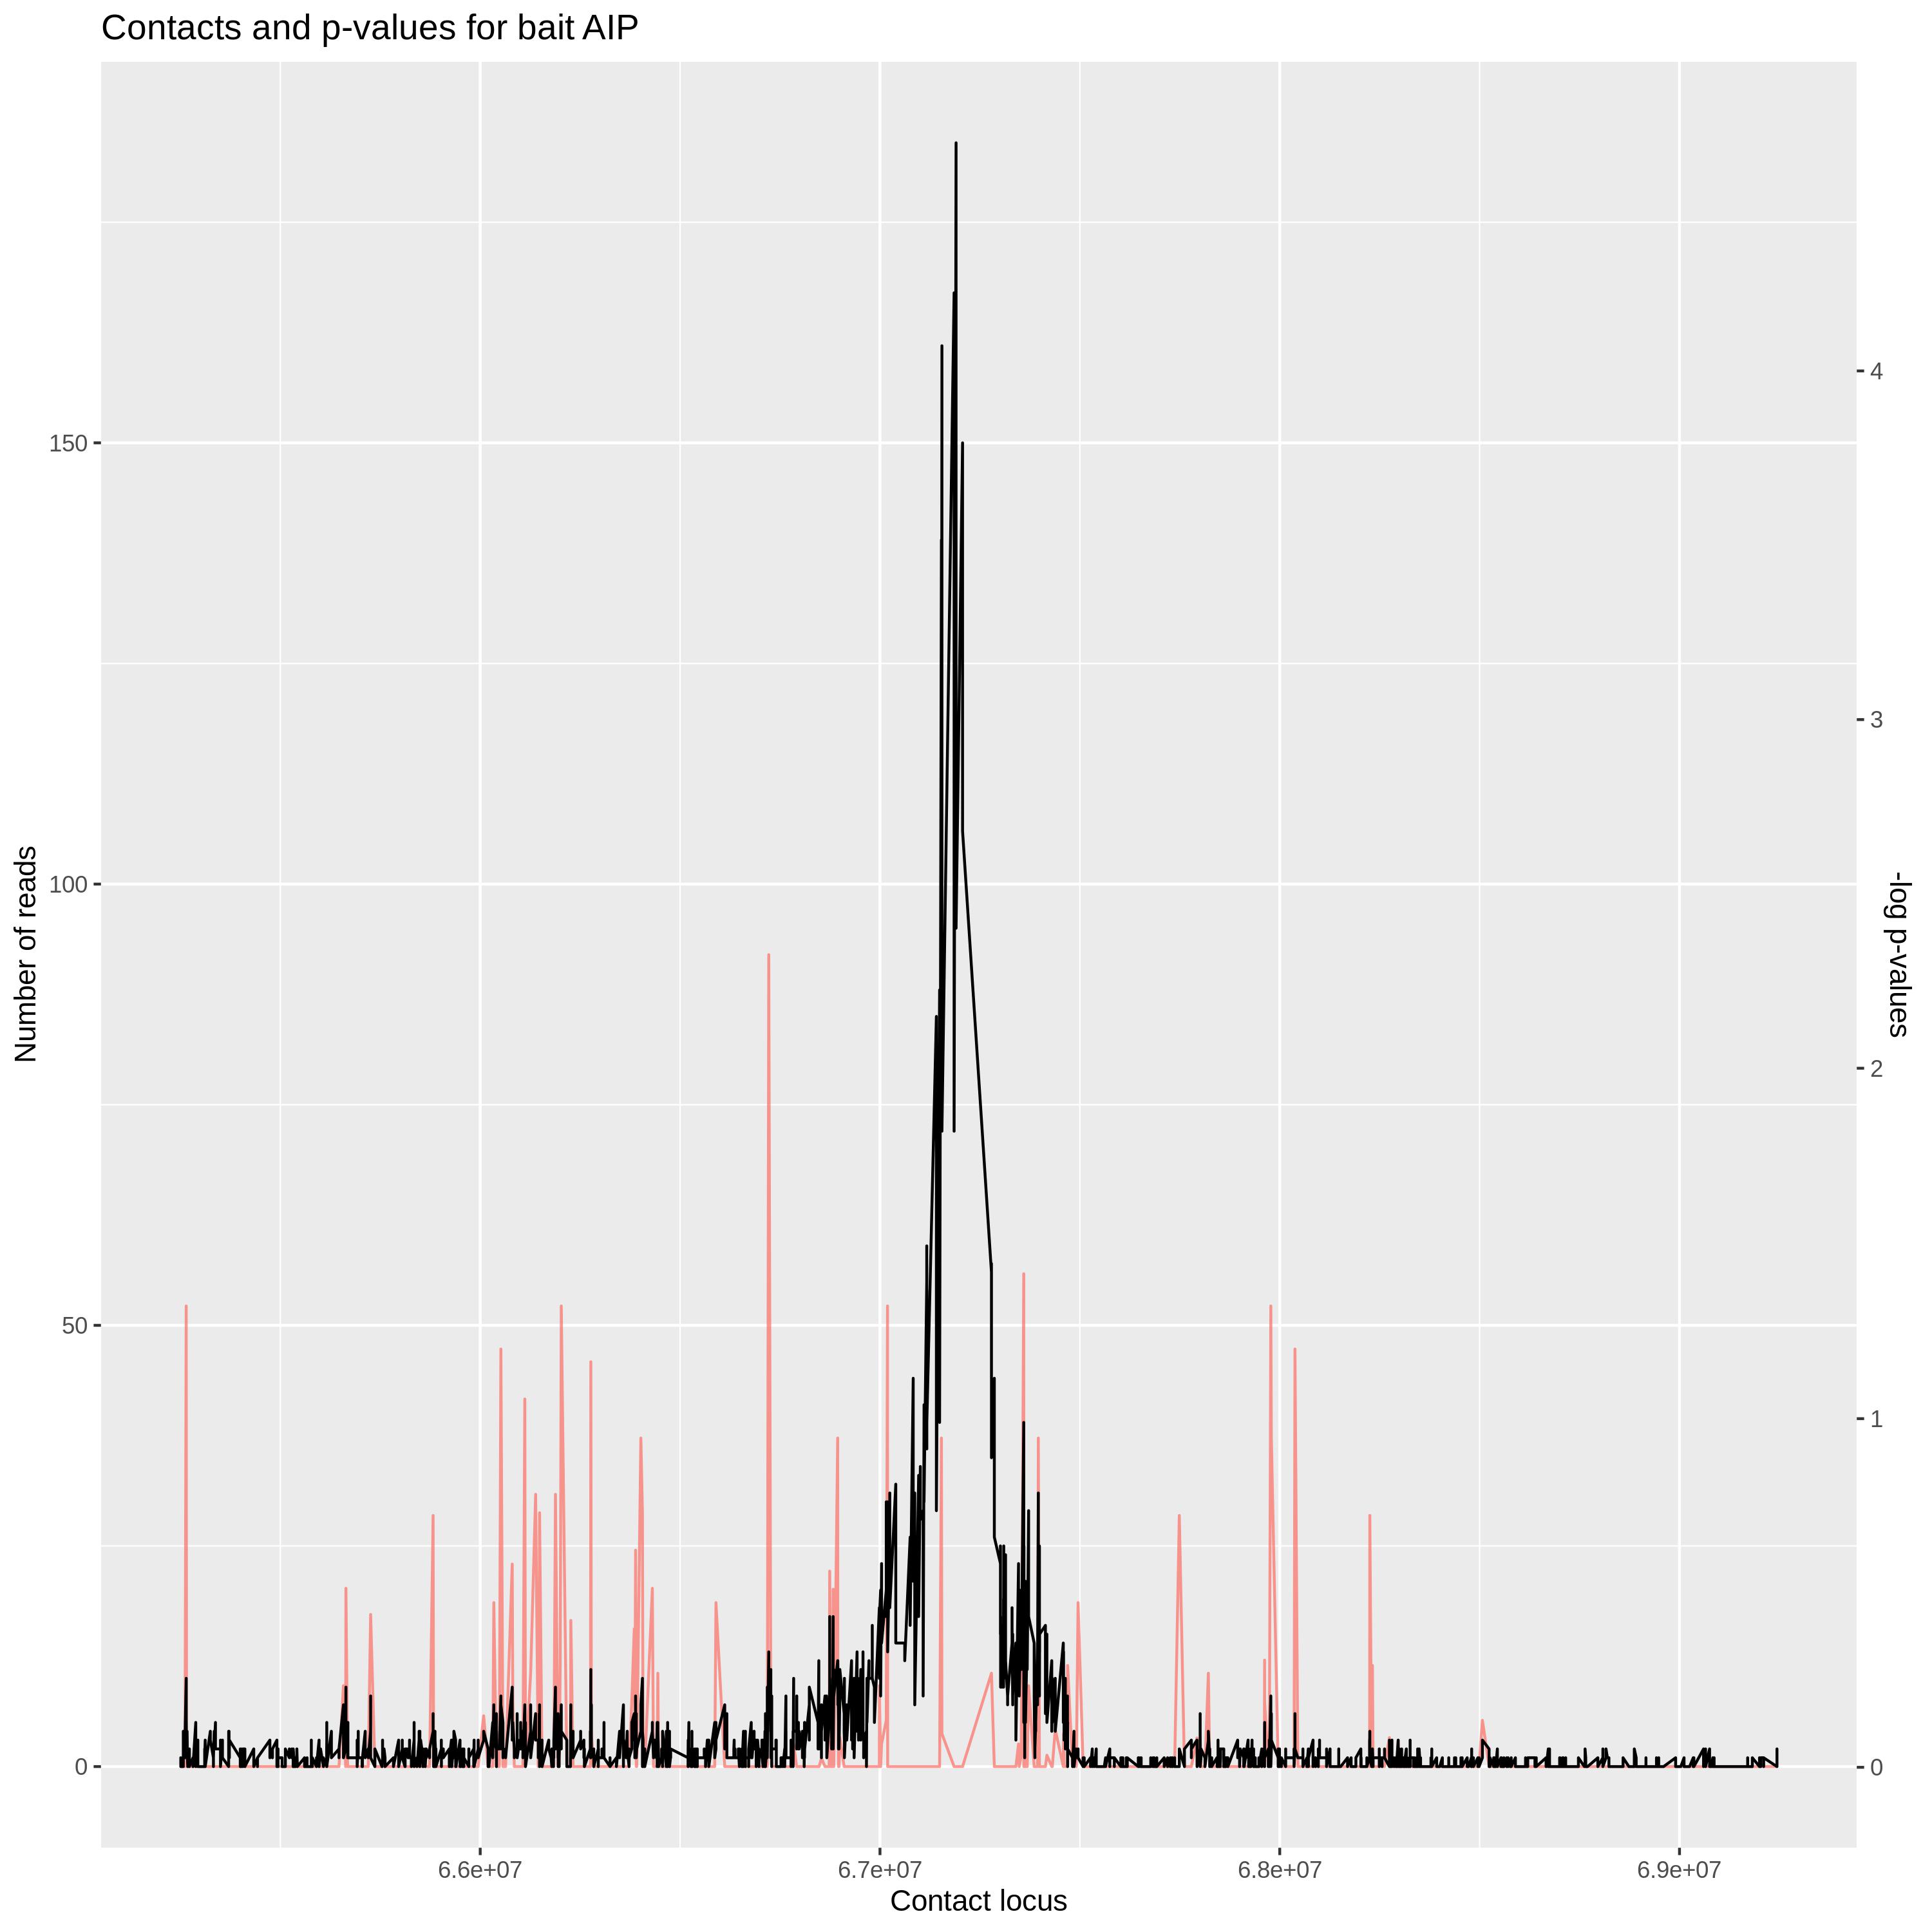 Contacts and p-values for bait AIP
150
100
50
0
Number of reads
4
3
2
1
0
-log p-values
6.6e+07
6.7e+07
6.8e+07
6.9e+07
Contact locus